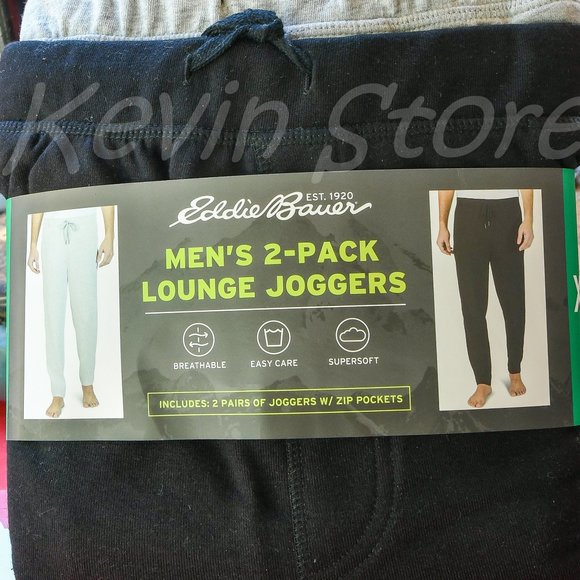 Kevin Store
EST. 1920
Eddie Bauer
MEN'S 2-PACK
LOUNGE JOGGERS
BREATHABLE
EASY CARE
SUPERSOFT
INCLUDES: 2 PAIRS OF JOGGERS W/ ZIP POCKETS